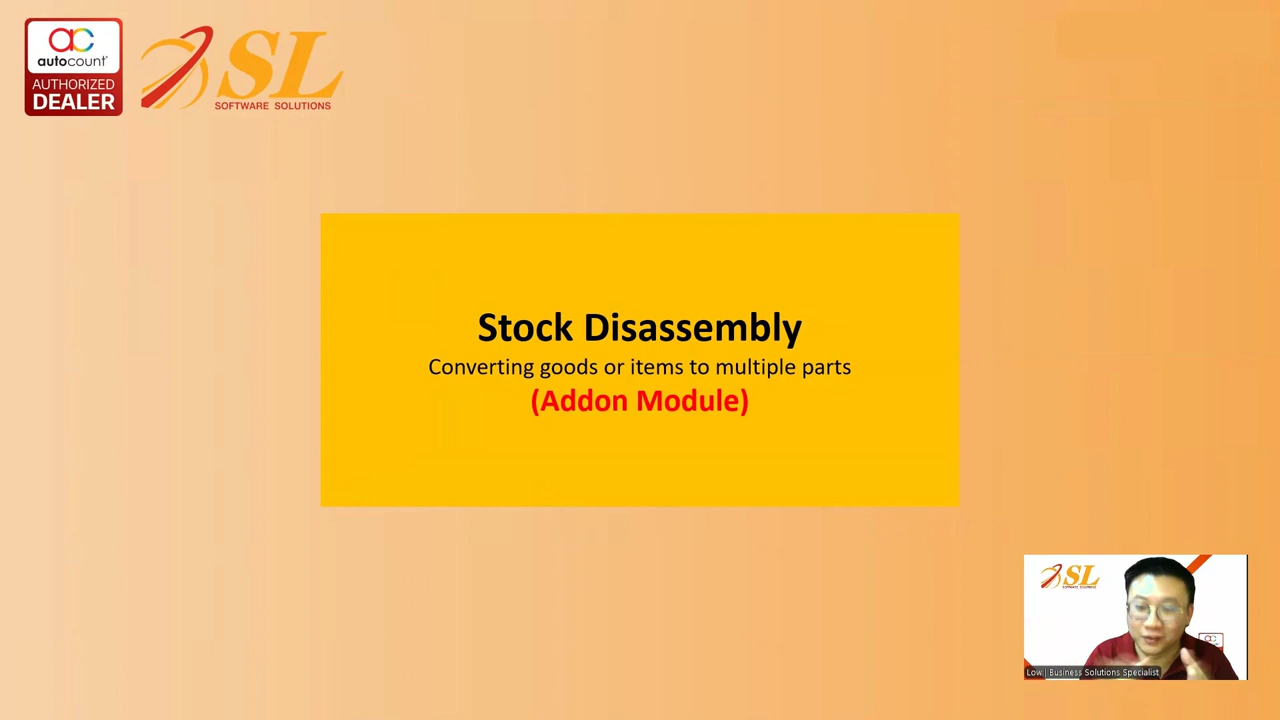 autocount
AUTHORIZED
DEALER
SL
SOFTWARE SOLUTIONS
Stock Disassembly
Converting goods or items to multiple parts
(Addon Module)
SL
Low | Business Solutions Specialist